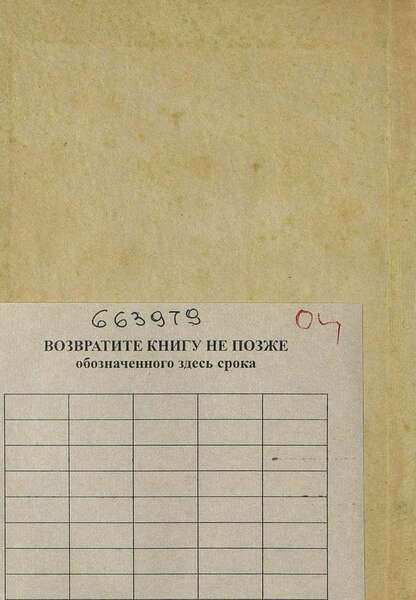 663979 04
ВОЗВРАТИТЕ КНИГУ НЕ ПОЗЖЕ
обозначенного здесь срока